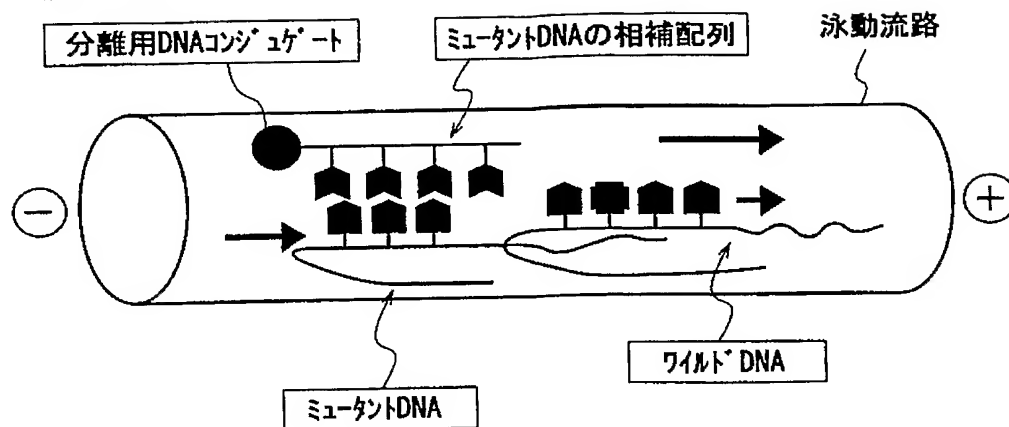 分離用DNAコンジュゲート
ミュータントDNAの相補配列
泳動流路
−
+
ワイルドDNA
ミュータントDNA